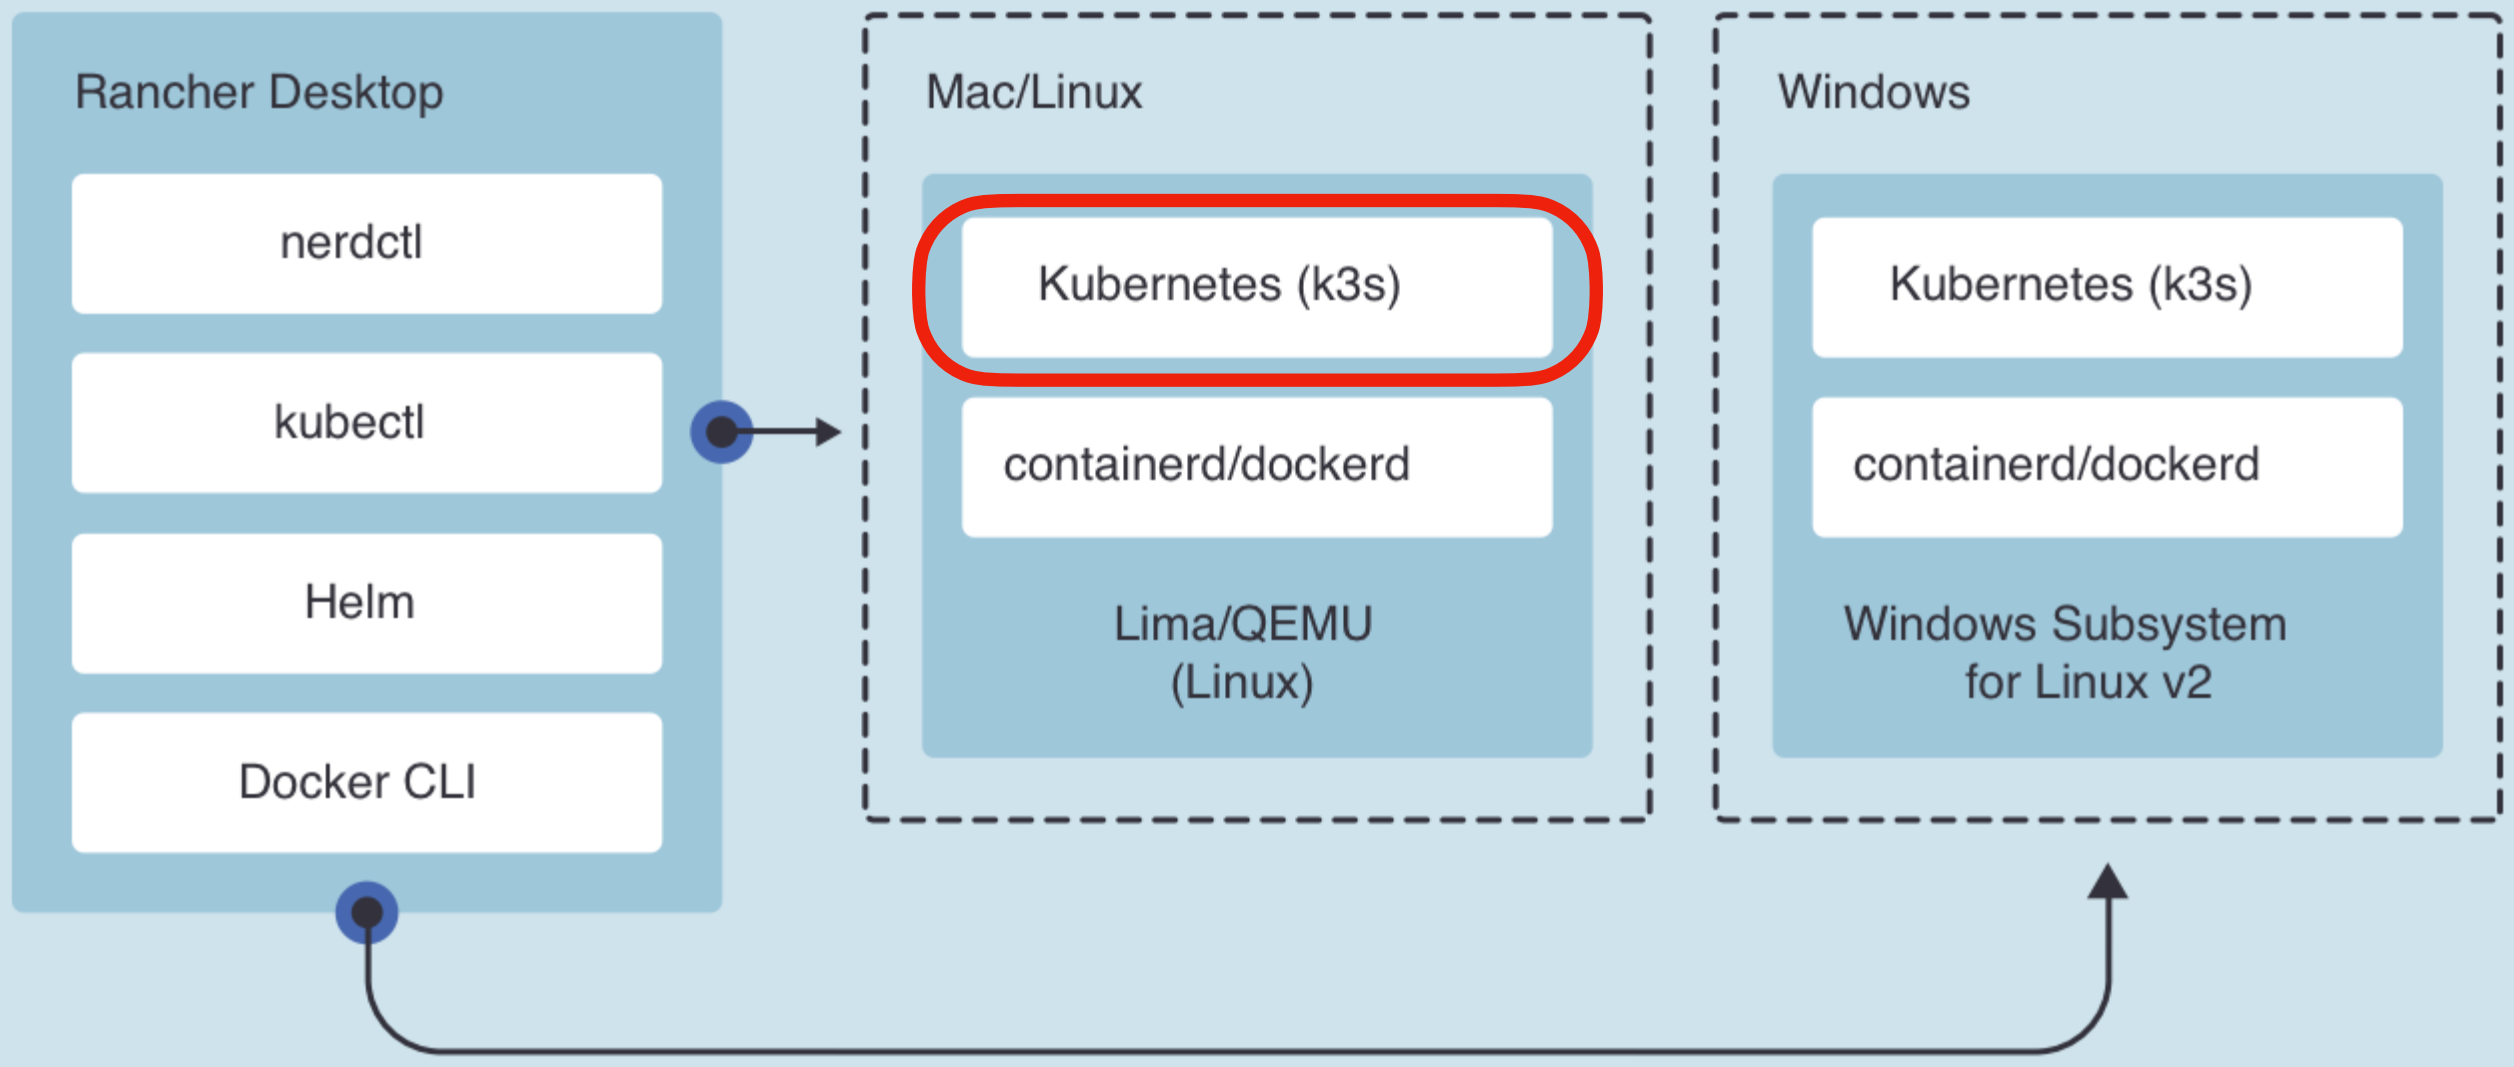 Rancher Desktop
nerdctl
kubectl
Helm
Docker CLI
Mac/Linux
Kubernetes (k3s)
containerd/dockerd
Lima/QEMU
(Linux)
Windows
Kubernetes (k3s)
containerd/dockerd
Windows Subsystem
for Linux v2